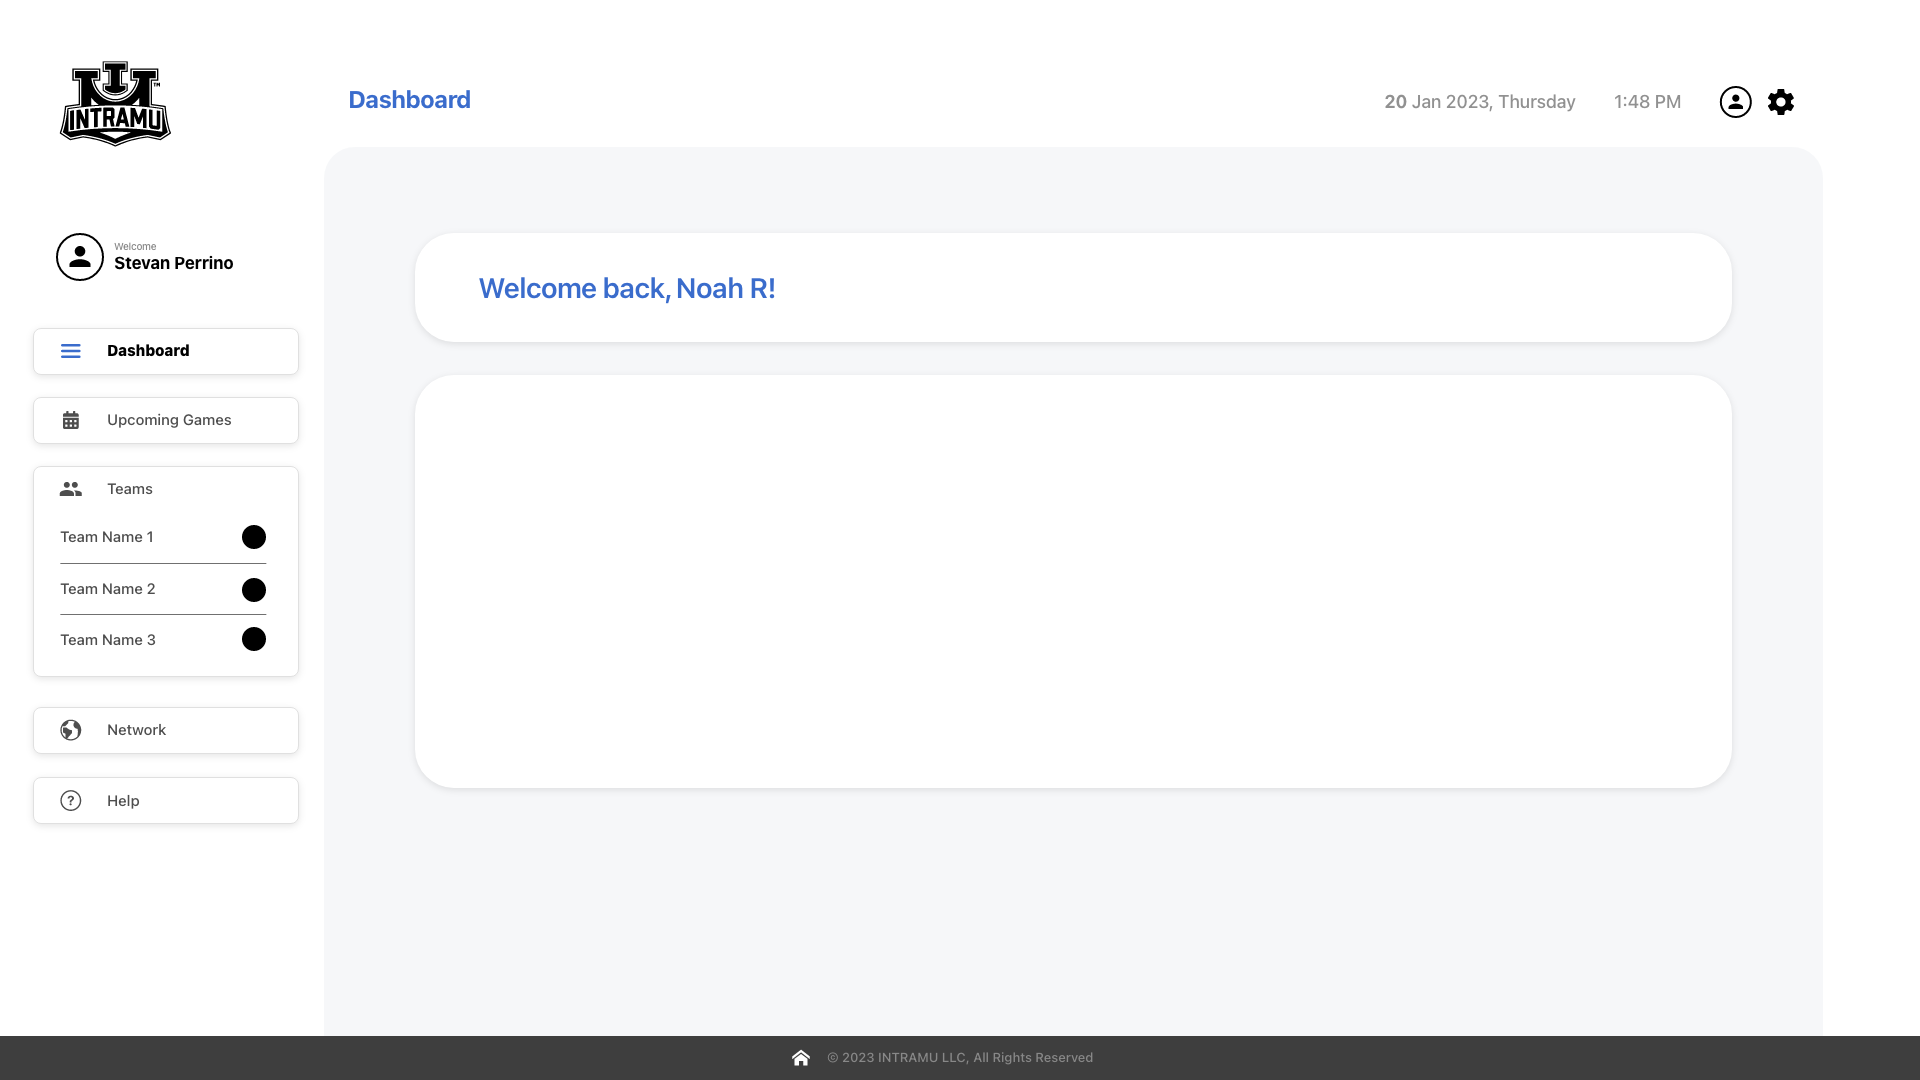 INTRAMU
TM
Dashboard
20 Jan 2023, Thursday
1:48 PM
Welcome
Stevan Perrino
Welcome back, Noah R!
Dashboard
Upcoming Games
Teams
Team Name 1
Team Name 2
Team Name 3
Network
? Help
© 2023 INTRAMU LLC, All Rights Reserved